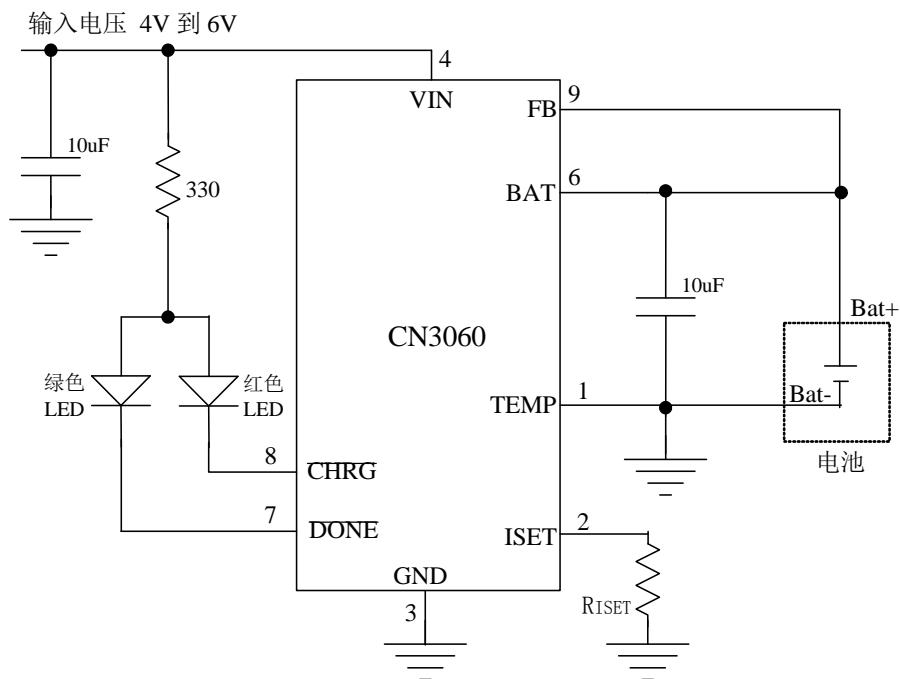 输入电压 4V 到 6V
4
VIN
9
FB
10uF
330
6
BAT
10uF
CN3060
Bat+
绿色
LED
红色
LED
1
TEMP
Bat-
电池
8
CHRG
7
DONE
2
ISET
GND
3
RISET